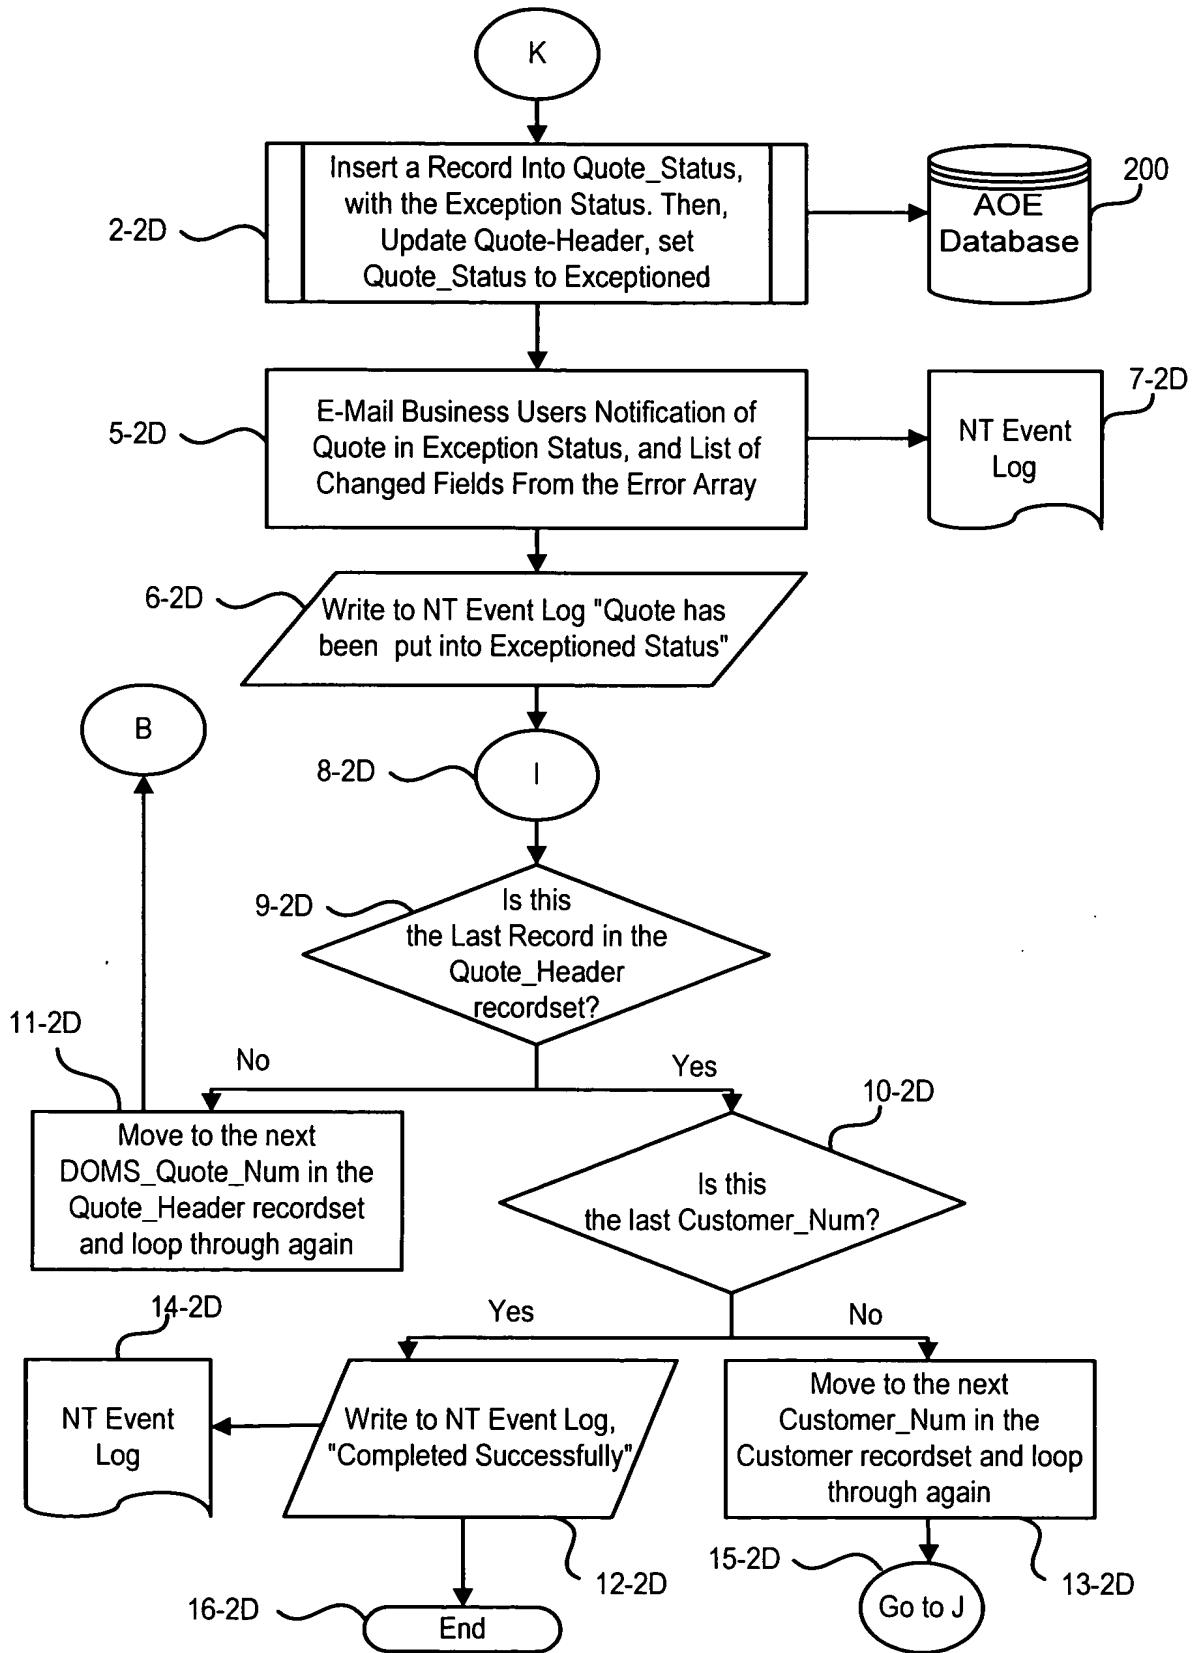 K
Insert a Record Into Quote_Status,
with the Exception Status. Then,
Update Quote-Header, set
Quote_Status to Exceptioned
2-2D
AOE
Database
200
E-Mail Business Users Notification of
Quote in Exception Status, and List of
Changed Fields From the Error Array
5-2D
NT Event
Log
7-2D
6-2D
Write to NT Event Log "Quote has
been put into Exceptioned Status"
B
8-2D
I
9-2D
Is this
the Last Record in the
Quote_Header
recordset?
11-2D
No
Yes
10-2D
Move to the next
DOMS_Quote_Num in the
Quote_Header recordset
and loop through again
Is this
the last Customer_Num?
14-2D
Yes
No
NT Event
Log
Write to NT Event Log,
"Completed Successfully"
Move to the next
Customer_Num in the
Customer recordset and loop
through again
12-2D
15-2D
13-2D
16-2D
End
Go to J